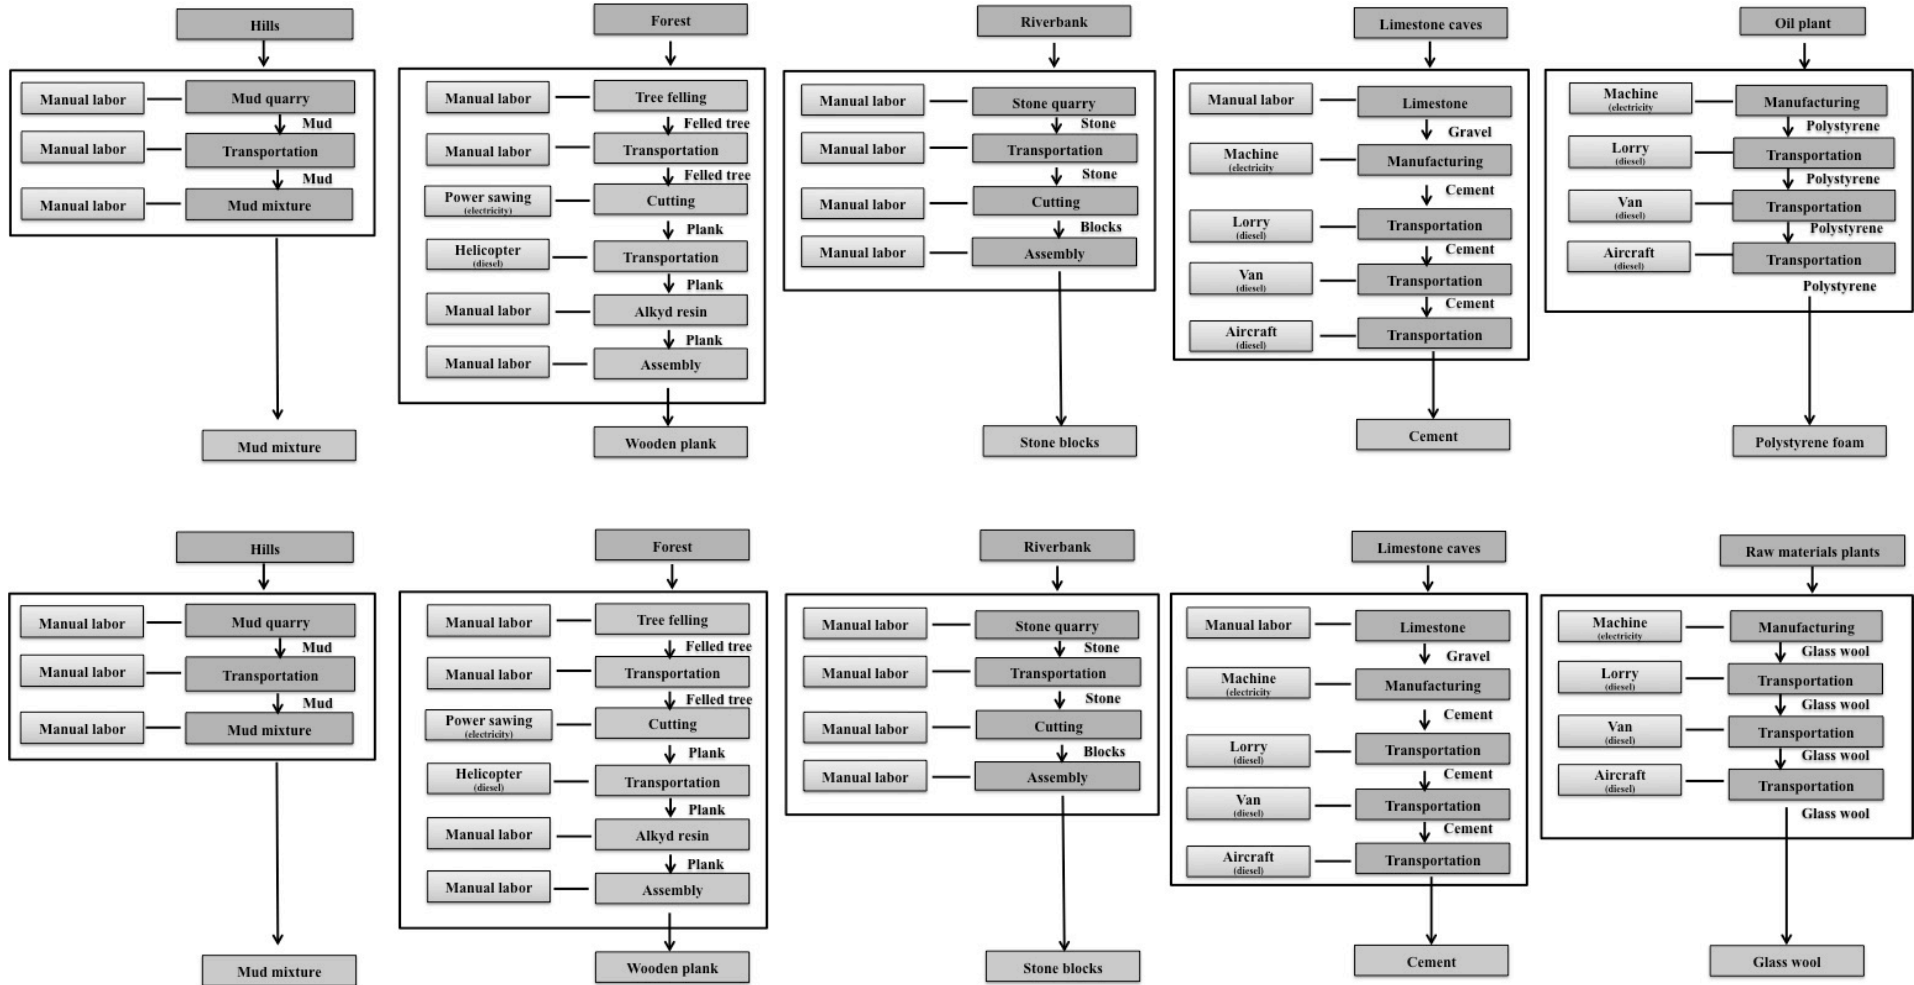 Hills
Manual labor
Mud quarry
Mud
Manual labor
Transportation
Mud
Manual labor
Mud mixture
Mud mixture
Forest
Manual labor
Tree felling
Felled tree
Manual labor
Transportation
Felled tree
Power sawing
(electricity)
Cutting
Plank
Helicopter
(diesel)
Transportation
Plank
Manual labor
Alkyd resin
Plank
Manual labor
Assembly
Wooden plank
Riverbank
Manual labor
Stone quarry
Stone
Manual labor
Transportation
Stone
Manual labor
Cutting
Blocks
Manual labor
Assembly
Stone blocks
Limestone caves
Manual labor
Limestone
Gravel
Machine
(electricity
Manufacturing
Cement
Lorry
(diesel)
Transportation
Cement
Van
(diesel)
Transportation
Cement
Aircraft
(diesel)
Transportation
Cement
Oil plant
Machine
(electricity
Manufacturing
Polystyrene
Lorry
(diesel)
Transportation
Polystyrene
Van
(diesel)
Transportation
Polystyrene
Aircraft
(diesel)
Transportation
Polystyrene
Polystyrene foam
Hills
Manual labor
Mud quarry
Mud
Manual labor
Transportation
Mud
Manual labor
Mud mixture
Mud mixture
Forest
Manual labor
Tree felling
Felled tree
Manual labor
Transportation
Felled tree
Power sawing
(electricity)
Cutting
Plank
Helicopter
(diesel)
Transportation
Plank
Manual labor
Alkyd resin
Plank
Manual labor
Assembly
Wooden plank
Riverbank
Manual labor
Stone quarry
Stone
Manual labor
Transportation
Stone
Manual labor
Cutting
Blocks
Manual labor
Assembly
Stone blocks
Limestone caves
Manual labor
Limestone
Gravel
Machine
(electricity
Manufacturing
Cement
Lorry
(diesel)
Transportation
Cement
Van
(diesel)
Transportation
Cement
Aircraft
(diesel)
Transportation
Cement
Raw materials plants
Machine
(electricity
Manufacturing
Glass wool
Lorry
(diesel)
Transportation
Glass wool
Van
(diesel)
Transportation
Glass wool
Aircraft
(diesel)
Transportation
Glass wool
Glass wool